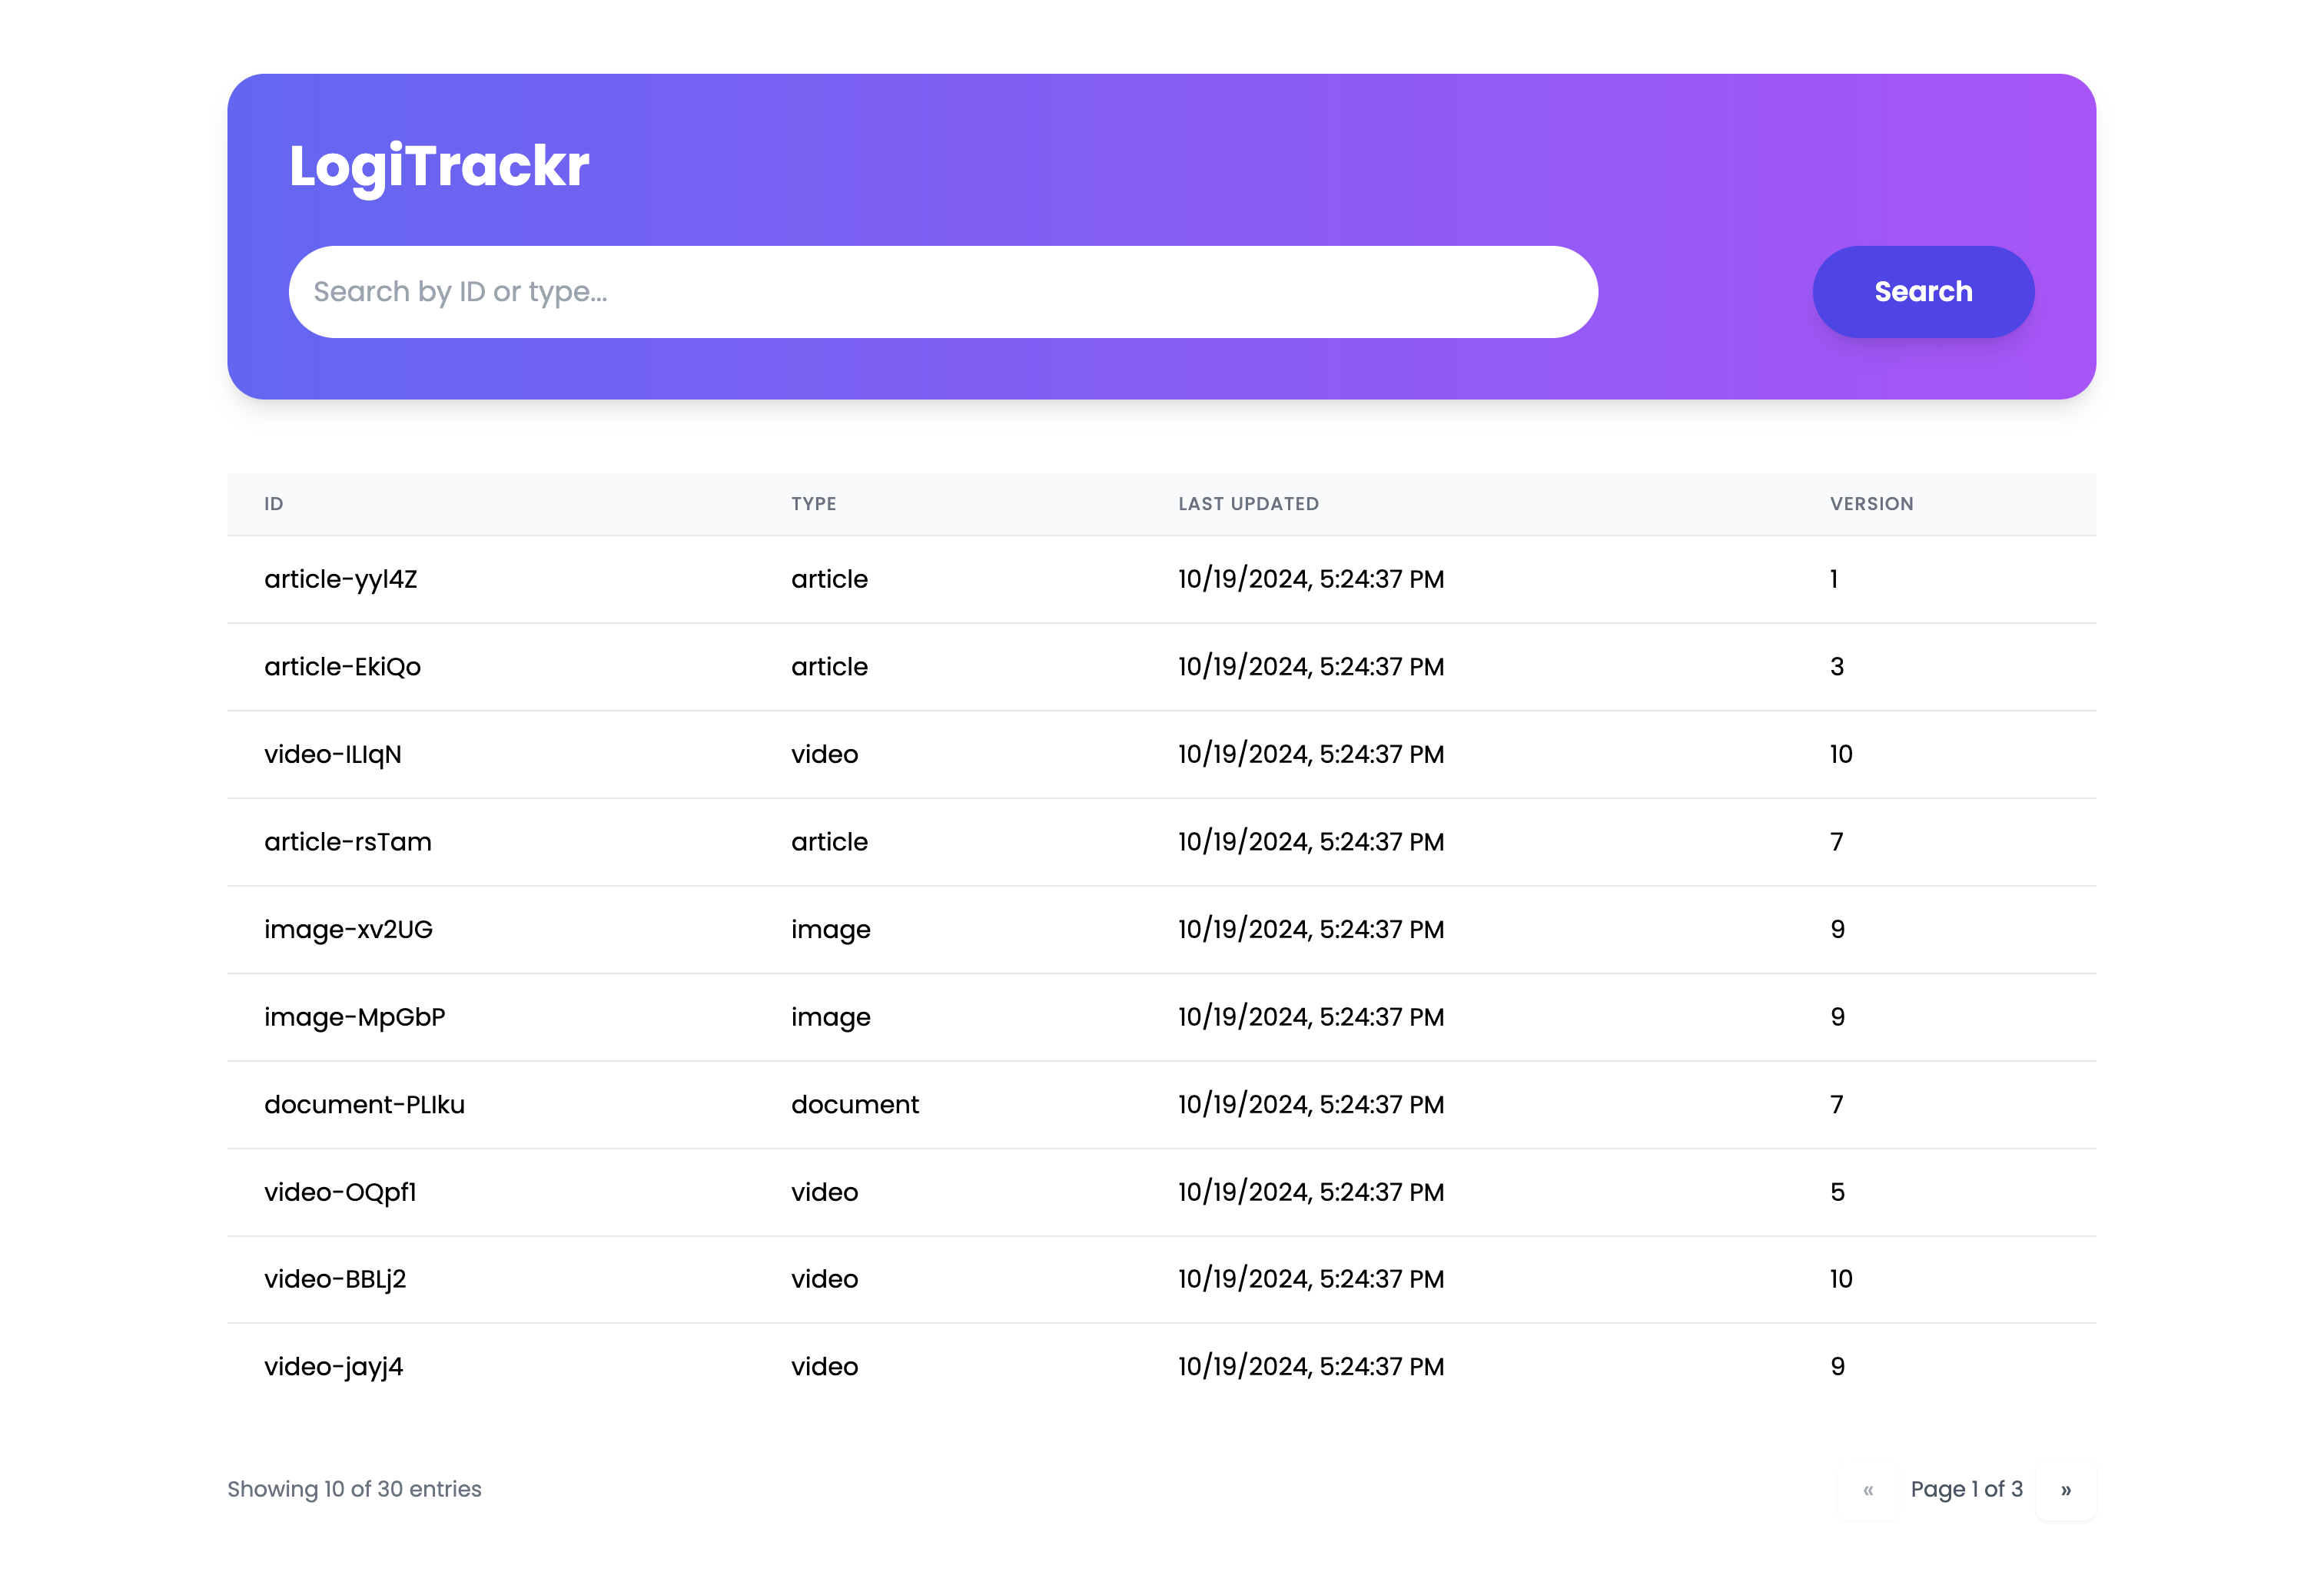 LogiTrackr
Search by ID or type...
Search
ID TYPE LAST UPDATED VERSION
article-yyl4Z article 10/19/2024, 5:24:37 PM 1
article-EkiQo article 10/19/2024, 5:24:37 PM 3
video-ILIqN video 10/19/2024, 5:24:37 PM 10
article-rsTam article 10/19/2024, 5:24:37 PM 7
image-xv2UG image 10/19/2024, 5:24:37 PM 9
image-MpGbP image 10/19/2024, 5:24:37 PM 9
document-PLIku document 10/19/2024, 5:24:37 PM 7
video-OQpf1 video 10/19/2024, 5:24:37 PM 5
video-BBLj2 video 10/19/2024, 5:24:37 PM 10
video-jayj4 video 10/19/2024, 5:24:37 PM 9
Showing 10 of 30 entries
« Page 1 of 3 »